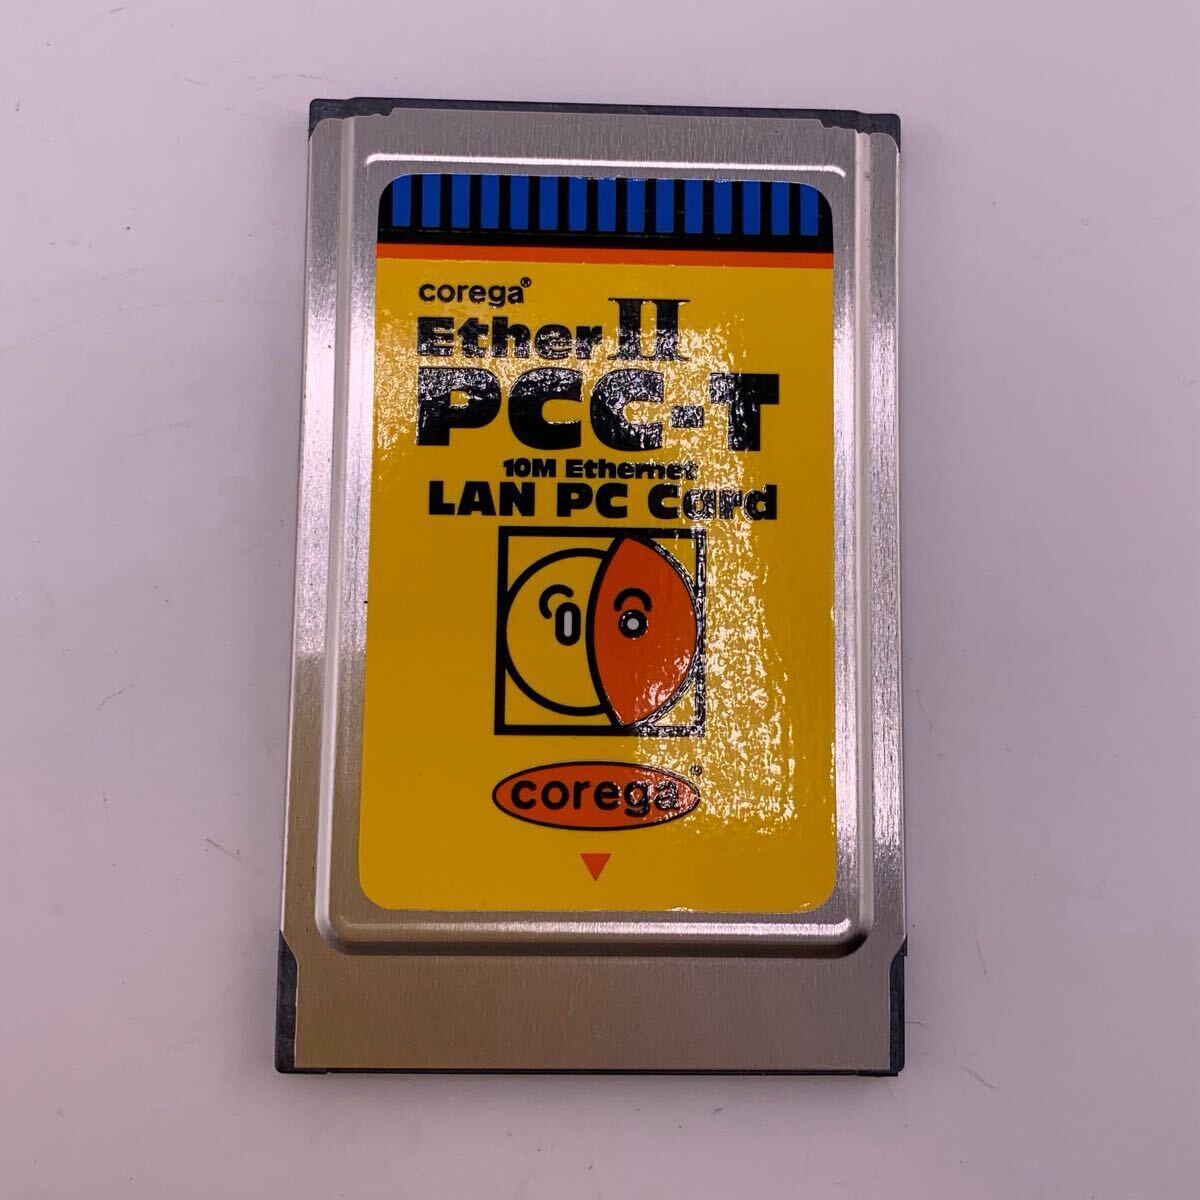 corega®
Ether II
PCC-T
10M Ethernet
LAN PC Card
corega®